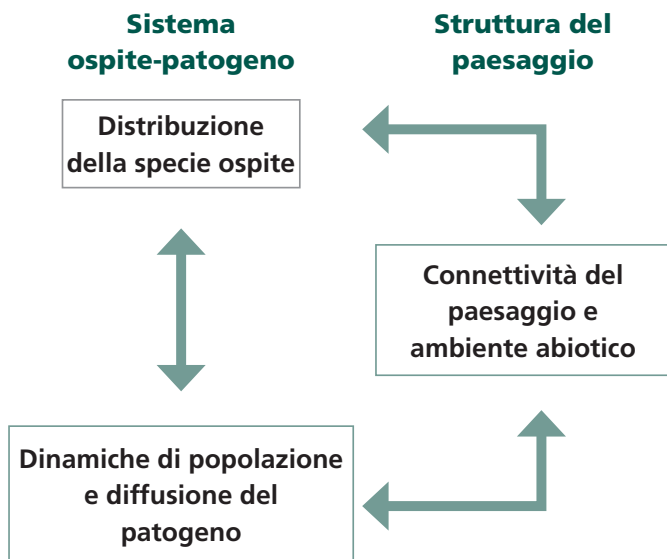 Sistema
ospite-patogeno
Struttura del
paesaggio
Distribuzione
della specie ospite
Connettività del
paesaggio e
ambiente abiotico
Dinamiche di popolazione
e diffusione del
patogeno